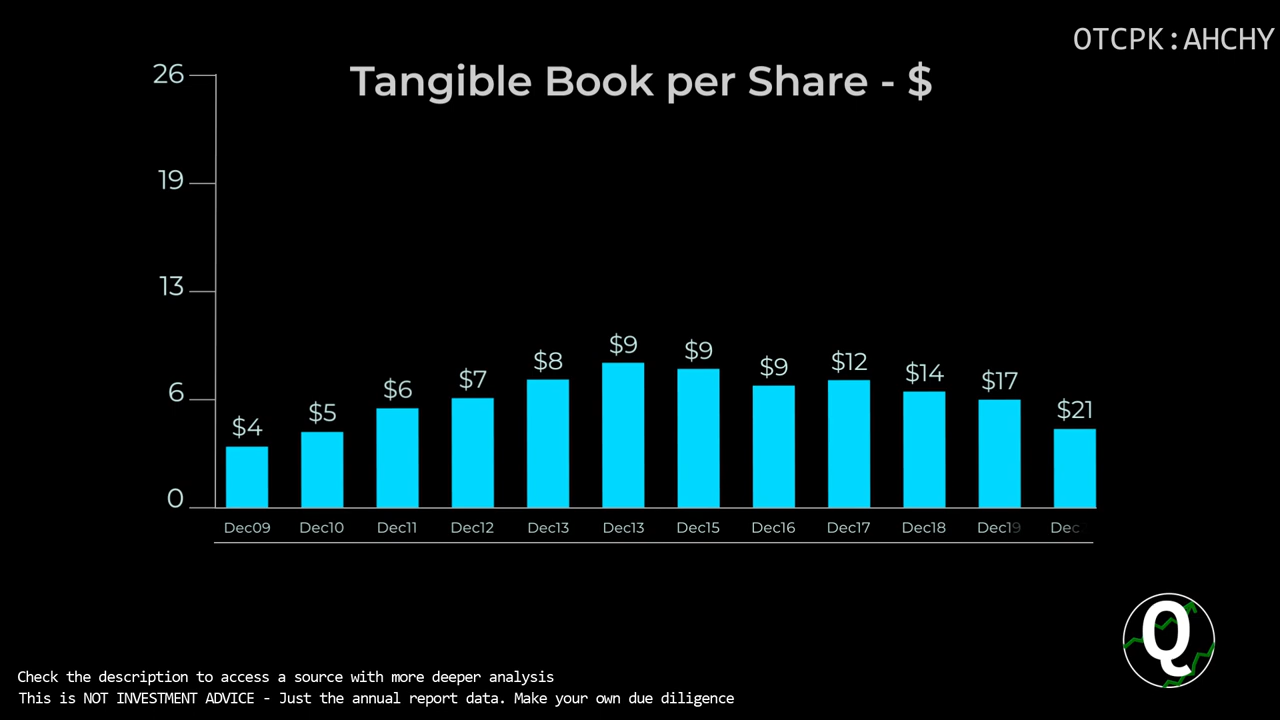 OTCPK:AHCHY
Tangible Book per Share - $
26
19
13
6
0
$4 $5 $6 $7 $8 $9 $9 $9 $12 $14 $17 $21
Dec09 Dec10 Dec11 Dec12 Dec13 Dec13 Dec15 Dec16 Dec17 Dec18 Dec19 Dec
Q
Check the description to access a source with more deeper analysis
This is NOT INVESTMENT ADVICE - Just the annual report data. Make your own due diligence